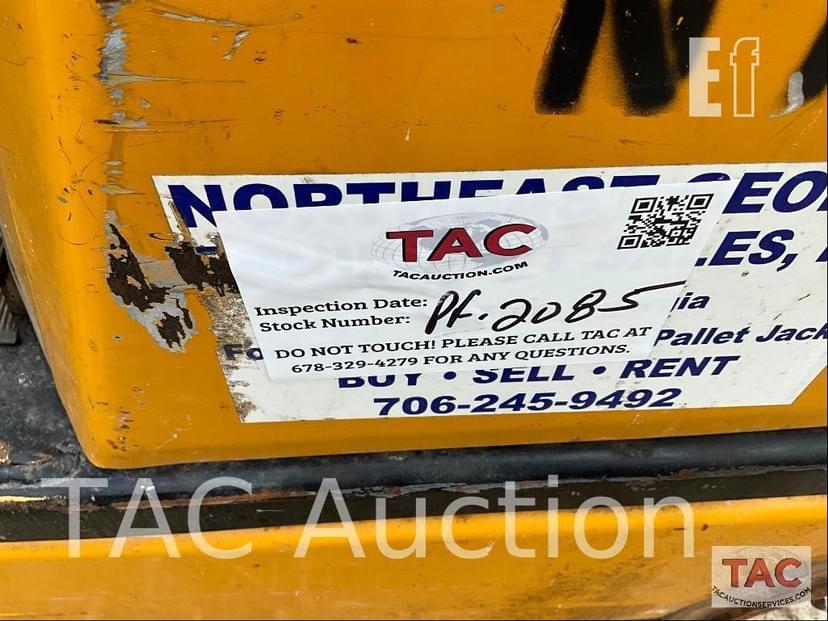 Ef
NORTHEAST GEO
TAC
TACAUCTION.COM
LES,
Inspection Date:
Stock Number: Pf.2085
ia
Pallet Jack
DO NOT TOUCH! PLEASE CALL TAC AT
678-329-4279 FOR ANY QUESTIONS.
BUY • SELL • RENT
706-245-9492
TAC Auction
TAC
TACAUCTIONSERVICES.COM